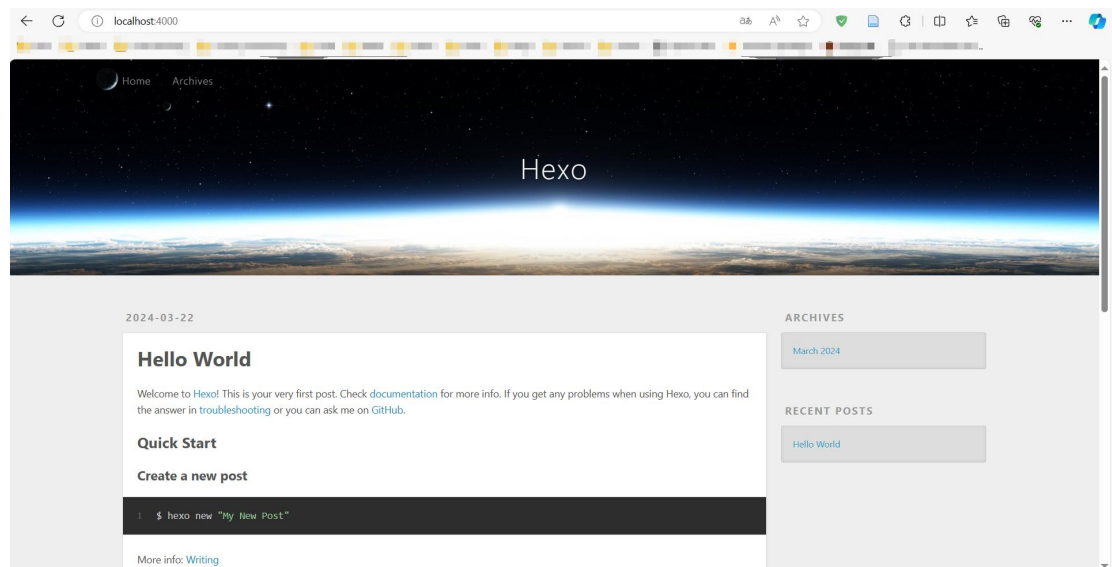 localhost:4000
Home Archives
Hexo
2024-03-22
ARCHIVES
Hello World
March 2024
Welcome to Hexo! This is your very first post. Check documentation for more info. If you get any problems when using Hexo, you can find
the answer in troubleshooting or you can ask me on GitHub.
RECENT POSTS
Quick Start
Hello World
Create a new post
1 $ hexo new "My New Post"
More info: Writing